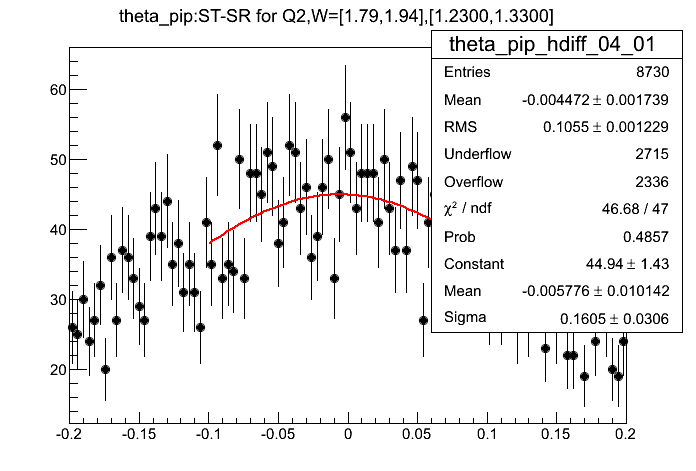 theta_pip:ST-SR for Q2,W=[1.79,1.94],[1.2300,1.3300]
theta_pip_hdiff_04_01
Entries 8730
Mean -0.004472 ± 0.001739
RMS 0.1055 ± 0.001229
Underflow 2715
Overflow 2336
χ² / ndf 46.68 / 47
Prob 0.4857
Constant 44.94 ± 1.43
Mean -0.005776 ± 0.010142
Sigma 0.1605 ± 0.0306
60
50
40
30
20
-0.2 -0.15 -0.1 -0.05 0 0.05 0.1 0.15 0.2